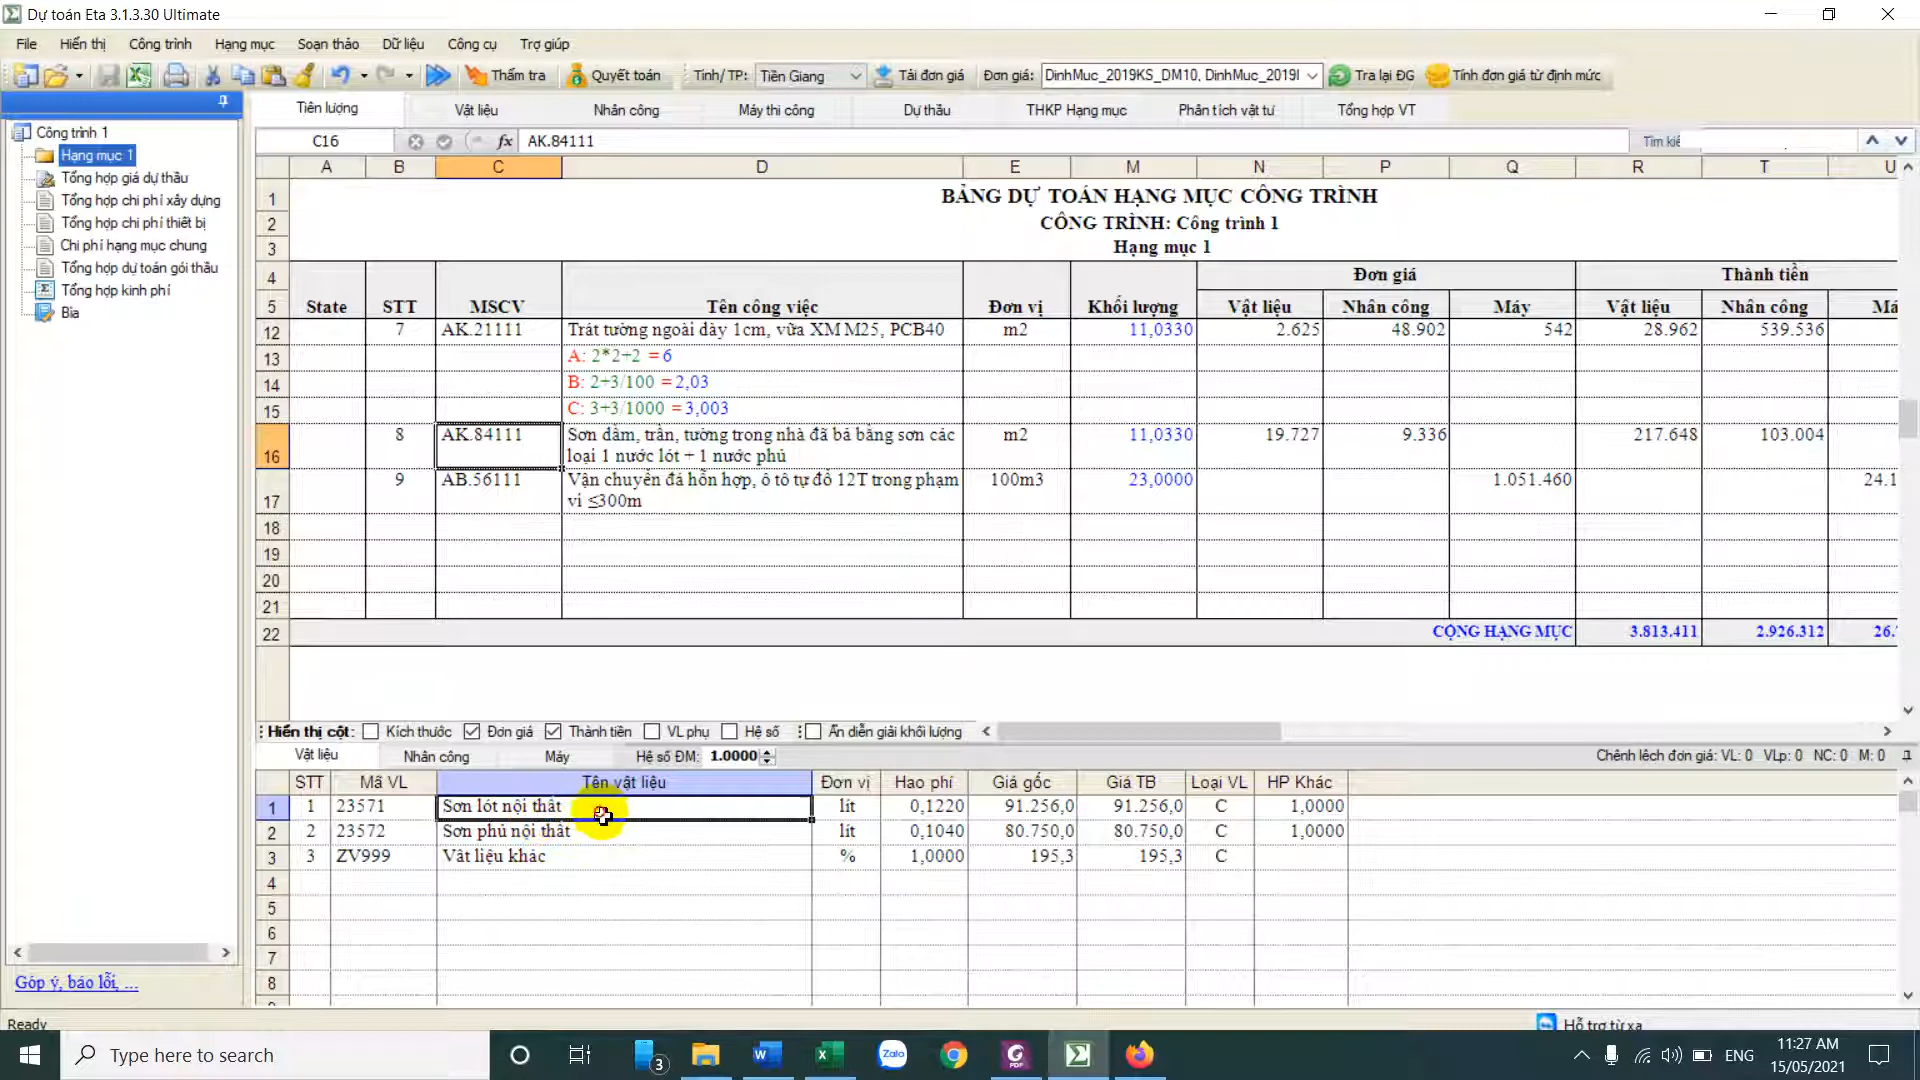 Dự toán Eta 3.1.3.30 Ultimate
File Hiển thị Công trình Hạng mục Soạn thảo Dữ liệu Công cụ Trợ giúp
Thẩm tra Quyết toán Tỉnh/ TP: Tiền Giang Tải đơn giá Đơn giá: DinhMuc_2019KS_DM10, DinhMuc_2019I Tra lại ĐG Tính đơn giá từ định mức
Tiên lượng Vật liệu Nhân công Máy thi công Dự thầu THKP Hạng mục Phân tích vật tư Tổng hợp VT
C16 fx AK.84111 Tìm kiế
Công trình 1
Hạng mục 1
Tổng hợp giá dự thầu
Tổng hợp chi phí xây dựng
Tổng hợp chi phí thiết bị
Chi phí hạng mục chung
Tổng hợp dự toán gói thầu
Tổng hợp kinh phí
Bìa
Góp ý, báo lỗi, ...
A B C D E M N P Q R T U
1 BẢNG DỰ TOÁN HẠNG MỤC CÔNG TRÌNH
2 CÔNG TRÌNH: Công trình 1
3 Hạng mục 1
4 Đơn giá Thành tiền
5 State STT MSCV Tên công việc Đơn vị Khối lượng Vật liệu Nhân công Máy Vật liệu Nhân công Má
12 7 AK.21111 Trát tường ngoài dày 1cm, vữa XM M25, PCB40 m2 11,0330 2.625 48.902 542 28.962 539.536
13 A: 2*2+2 = 6
14 B: 2+3/100 = 2,03
15 C: 3+3/1000 = 3,003
16 8 AK.84111 Sơn dầm, trần, tường trong nhà đã bả bằng sơn các m2 11,0330 19.727 9.336 217.648 103.004
loại 1 nước lót + 1 nước phủ
17 9 AB.56111 Vận chuyển đá hỗn hợp, ô tô tự đổ 12T trong phạm 100m3 23,0000 1.051.460 24.1
vi ≤300m
18
19
20
21
22 CỘNG HẠNG MỤC 3.813.411 2.926.312 26.
Hiển thị cột: Kích thước Đơn giá Thành tiền VL phụ Hệ số Ẩn diễn giải khối lượng
Vật liệu Nhân công Máy Hệ số ĐM: 1.0000 Chênh lệch đơn giá: VL: 0 VLp: 0 NC: 0 M: 0
STT Mã VL Tên vật liệu Đơn vị Hao phí Giá gốc Giá TB Loại VL HP Khác
1 1 23571 Sơn lót nội thất lít 0,1220 91.256,0 91.256,0 C 1,0000
2 2 23572 Sơn phủ nội thất lít 0,1040 80.750,0 80.750,0 C 1,0000
3 3 ZV999 Vật liệu khác % 1,0000 195,3 195,3 C
4
5
6
7
8
Ready Hỗ trợ từ xa
Type here to search 3 Zalo PDF ENG 11:27 AM
15/05/2021